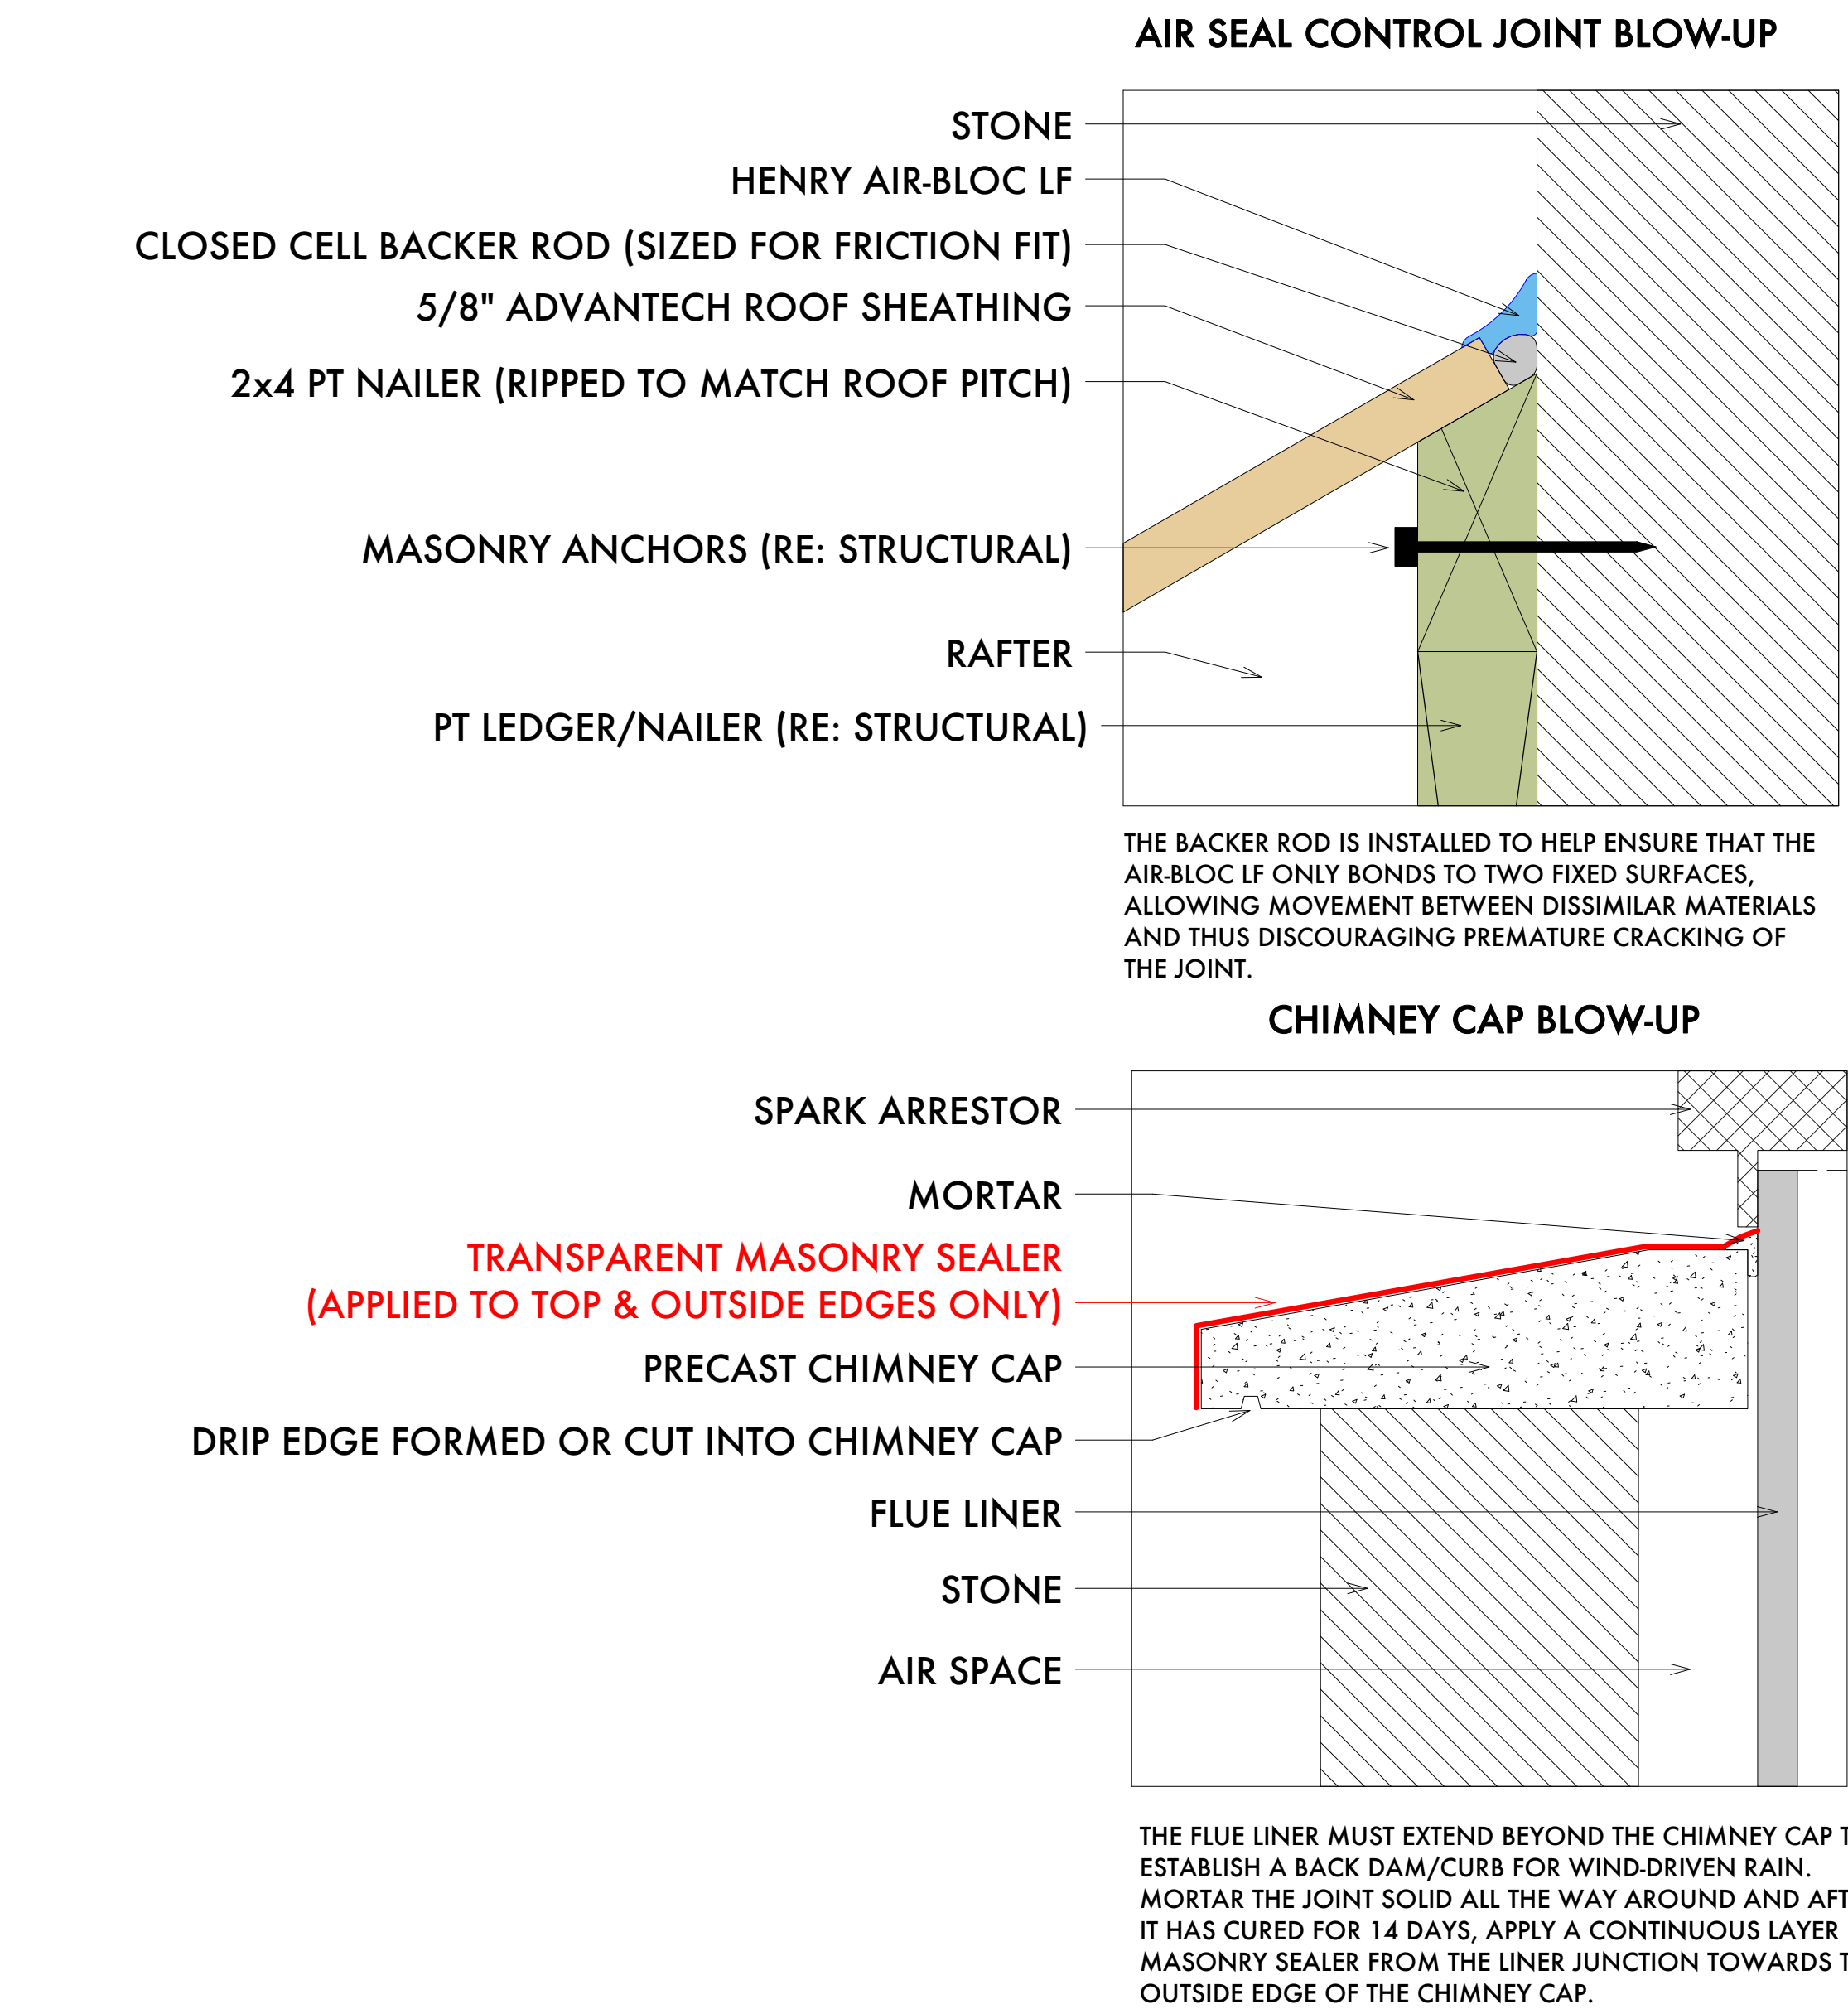 AIR SEAL CONTROL JOINT BLOW-UP
STONE
HENRY AIR-BLOC LF
CLOSED CELL BACKER ROD (SIZED FOR FRICTION FIT)
5/8" ADVANTECH ROOF SHEATHING
2x4 PT NAILER (RIPPED TO MATCH ROOF PITCH)
MASONRY ANCHORS (RE: STRUCTURAL)
RAFTER
PT LEDGER/NAILER (RE: STRUCTURAL)
THE BACKER ROD IS INSTALLED TO HELP ENSURE THAT THE
AIR-BLOC LF ONLY BONDS TO TWO FIXED SURFACES,
ALLOWING MOVEMENT BETWEEN DISSIMILAR MATERIALS
AND THUS DISCOURAGING PREMATURE CRACKING OF
THE JOINT.
CHIMNEY CAP BLOW-UP
SPARK ARRESTOR
MORTAR
TRANSPARENT MASONRY SEALER
(APPLIED TO TOP & OUTSIDE EDGES ONLY)
PRECAST CHIMNEY CAP
DRIP EDGE FORMED OR CUT INTO CHIMNEY CAP
FLUE LINER
STONE
AIR SPACE
THE FLUE LINER MUST EXTEND BEYOND THE CHIMNEY CAP
ESTABLISH A BACK DAM/CURB FOR WIND-DRIVEN RAIN.
MORTAR THE JOINT SOLID ALL THE WAY AROUND AND
IT HAS CURED FOR 14 DAYS, APPLY A CONTINUOUS LAYER
MASONRY SEALER FROM THE LINER JUNCTION TOWARDS
OUTSIDE EDGE OF THE CHIMNEY CAP.